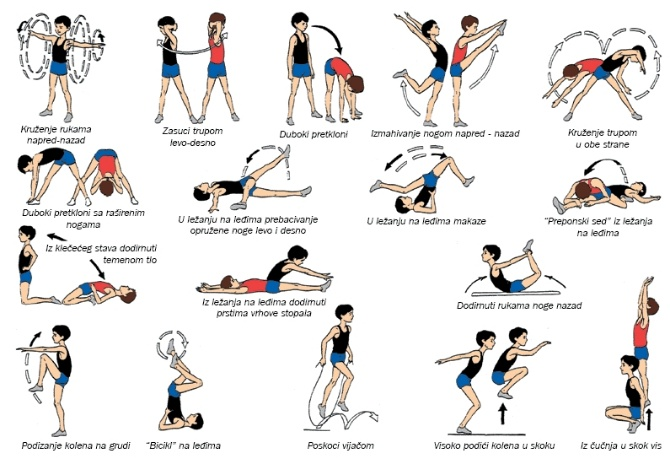 Kruženje rukama
napred-nazad
Zasuci trupom
levo-desno
Duboki pretkloni
Izmahivanje nogom napred - nazad
Kruženje trupom
u obe strane
Duboki pretkloni sa raširenim
nogama
U ležanju na leđima prebacivanje
opružene noge levo i desno
U ležanju na leđima makaze
"Preponski sed" iz ležanja
na leđima
Iz klečećeg stava dodirnuti
temenom tlo
Iz ležanja na leđima dodirnuti
prstima vrhove stopala
Dodirnuti rukama noge nazad
Podizanje kolena na grudi
"Bicikl" na leđima
Poskoci vijačom
Visoko podići kolena u skoku
Iz čučnja u skok vis